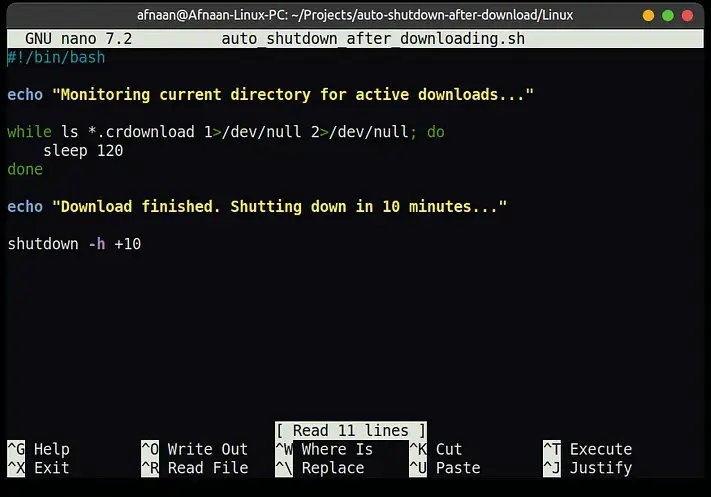 afnaan@Afnaan-Linux-PC: ~/Projects/auto-shutdown-after-download/Linux
GNU nano 7.2 auto_shutdown_after_downloading.sh
#!/bin/bash
echo "Monitoring current directory for active downloads..."
while ls *.crdownload 1>/dev/null 2>/dev/null; do
    sleep 120
done
echo "Download finished. Shutting down in 10 minutes..."
shutdown -h +10
[ Read 11 lines ]
^G Help ^O Write Out ^W Where Is ^K Cut ^T Execute
^X Exit ^R Read File ^\ Replace ^U Paste ^J Justify